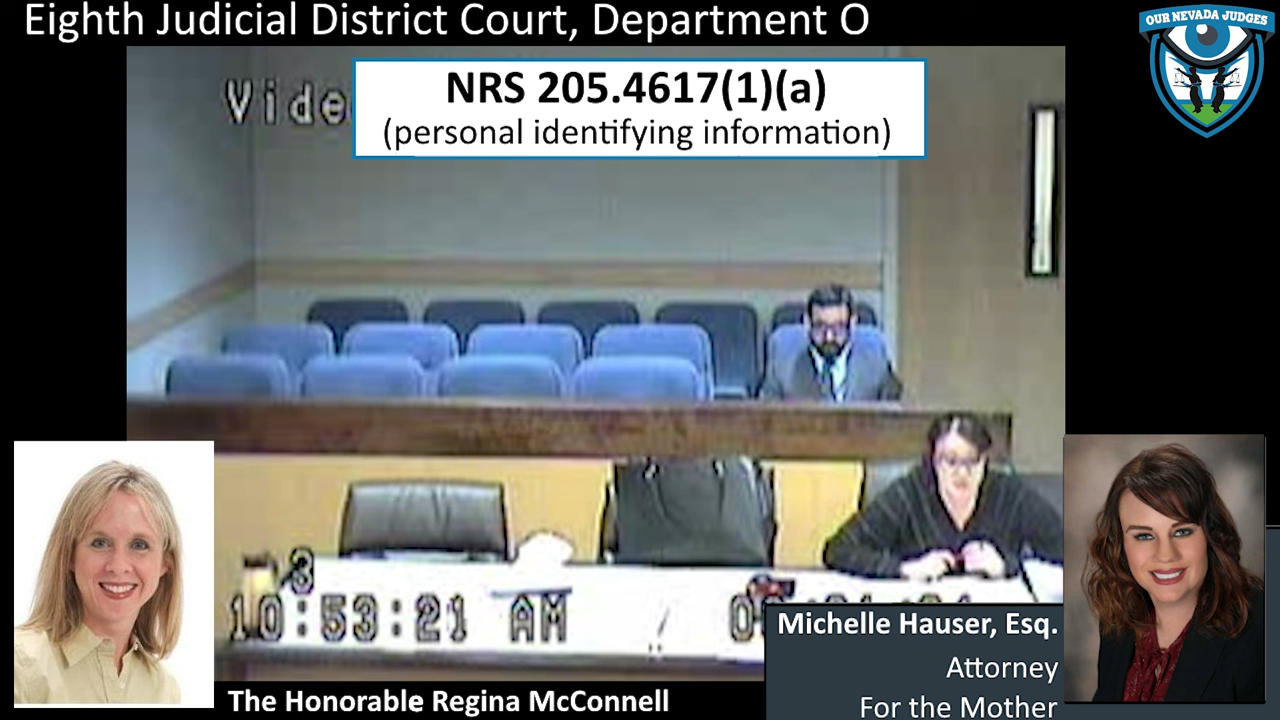 Eighth Judicial District Court, Department O
OUR NEVADA JUDGES
NRS 205.4617(1)(a)
(personal identifying information)
Vide
3
10:53:21 AM
Michelle Hauser, Esq.
Attorney
For the Mother
The Honorable Regina McConnell